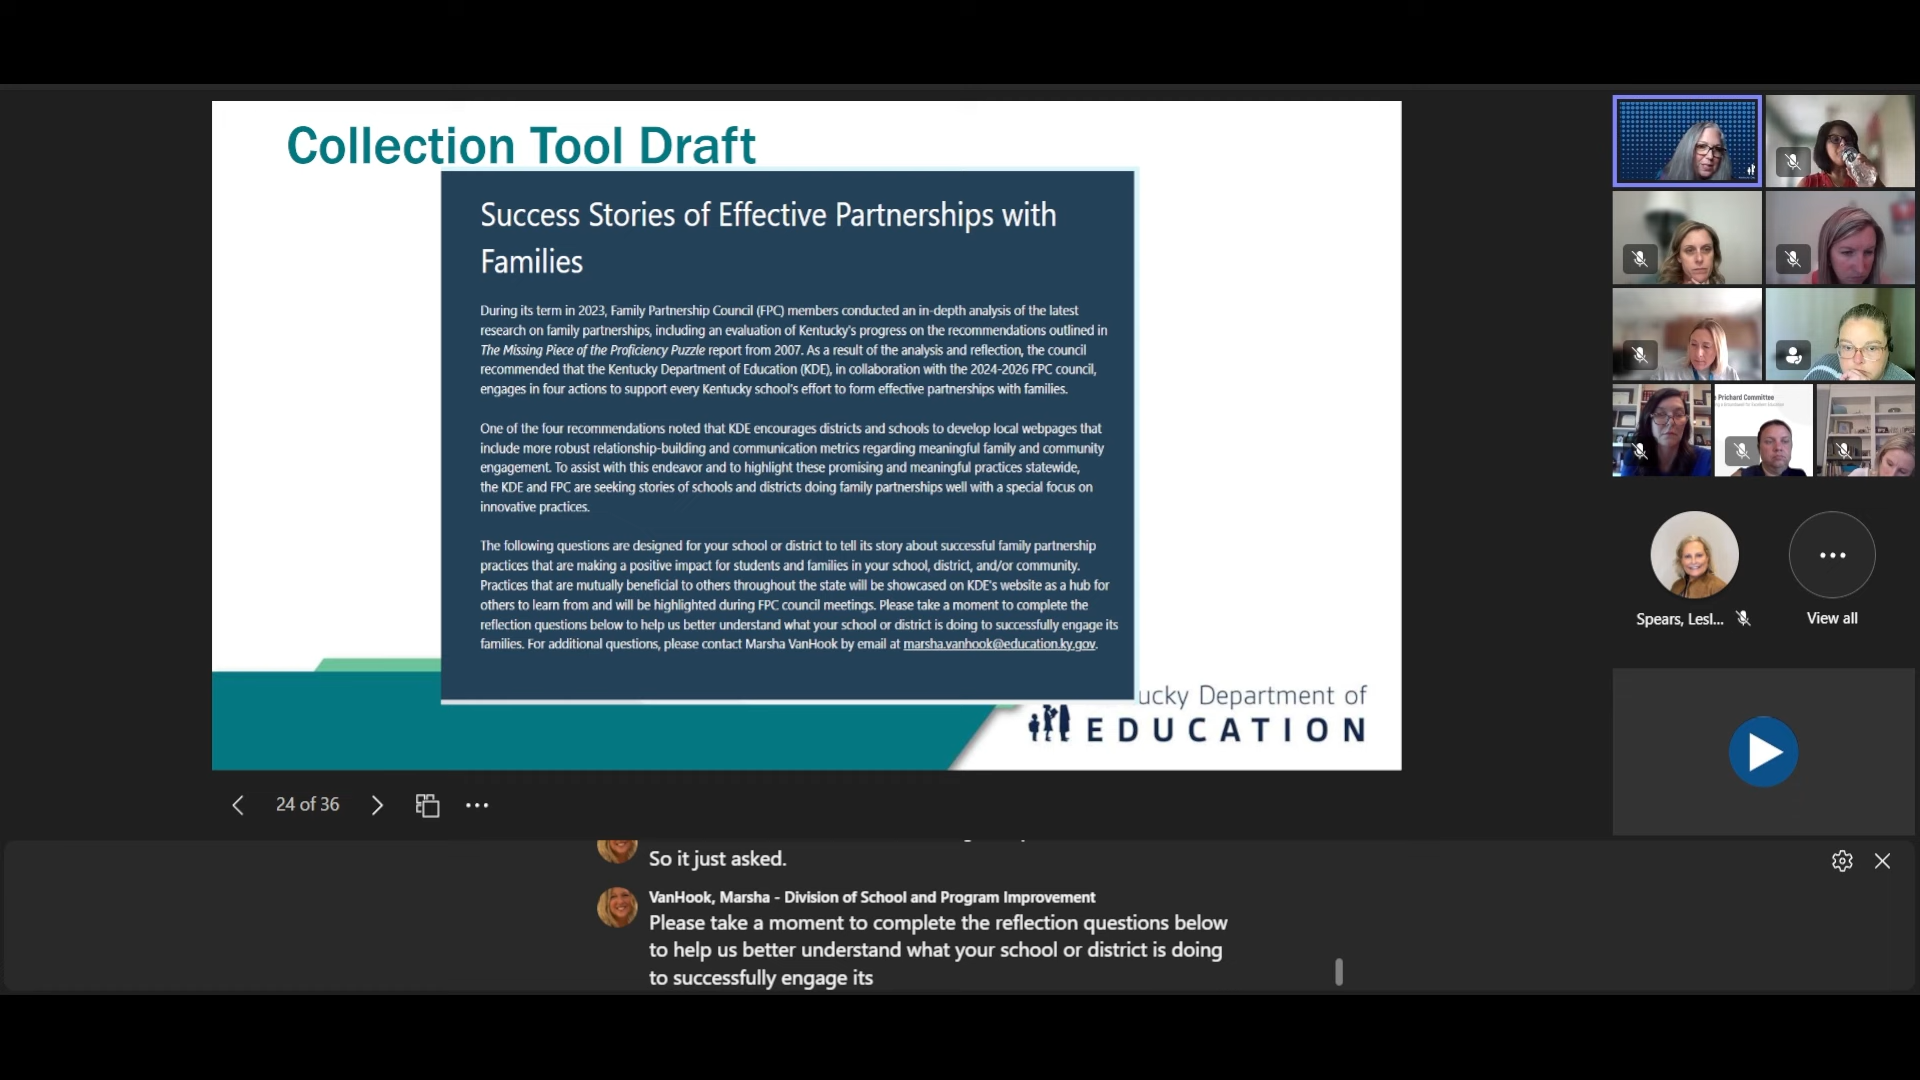 Collection Tool Draft
Success Stories of Effective Partnerships with
Families
During its term in 2023, Family Partnership Council (FPC) members conducted an in-depth analysis of the latest
research on family partnerships, including an evaluation of Kentucky's progress on the recommendations outlined in
The Missing Piece of the Proficiency Puzzle report from 2007. As a result of the analysis and reflection, the council
recommended that the Kentucky Department of Education (KDE), in collaboration with the 2024-2026 FPC council,
engages in four actions to support every Kentucky school's effort to form effective partnerships with families.
One of the four recommendations noted that KDE encourages districts and schools to develop local webpages that
include more robust relationship-building and communication metrics regarding meaningful family and community
engagement. To assist with this endeavor and to highlight these promising and meaningful practices statewide,
the KDE and FPC are seeking stories of schools and districts doing family partnerships well with a special focus on
innovative practices.
The following questions are designed for your school or district to tell its story about successful family partnership
practices that are making a positive impact for students and families in your school, district, and/or community.
Practices that are mutually beneficial to others throughout the state will be showcased on KDE's website as a hub for
others to learn from and will be highlighted during FPC council meetings. Please take a moment to complete the
reflection questions below to help us better understand what your school or district is doing to successfully engage its
families. For additional questions, please contact Marsha VanHook by email at marsha.vanhook@education.ky.gov.
ucky Department of
EDUCATION
24 of 36
Prichard Committee
Spears, Lesl...
View all
So it just asked.
VanHook, Marsha - Division of School and Program Improvement
Please take a moment to complete the reflection questions below
to help us better understand what your school or district is doing
to successfully engage its